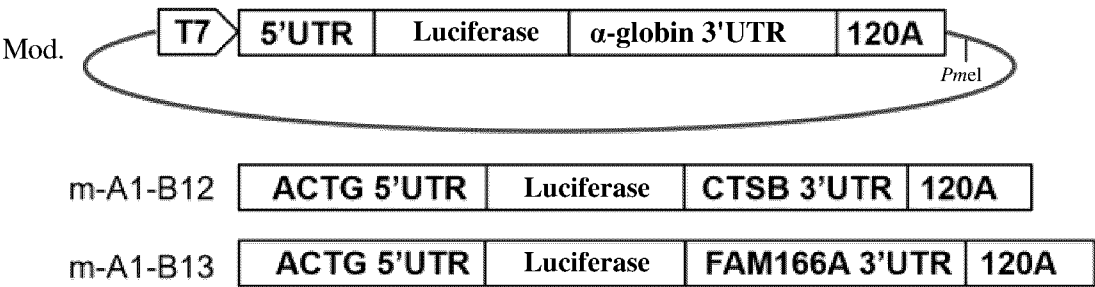 Mod. T7 5’UTR Luciferase α-globin 3'UTR 120A
PmeI
m-A1-B12 ACTG 5’UTR Luciferase CTSB 3’UTR 120A
m-A1-B13 ACTG 5’UTR Luciferase FAM166A 3’UTR 120A